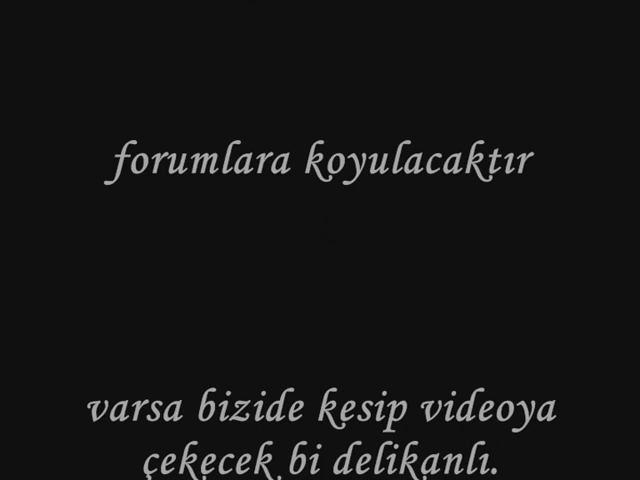 forumlara koyulacaktır
varsa bizide kesip videoya
çekecek bi delikanlı.